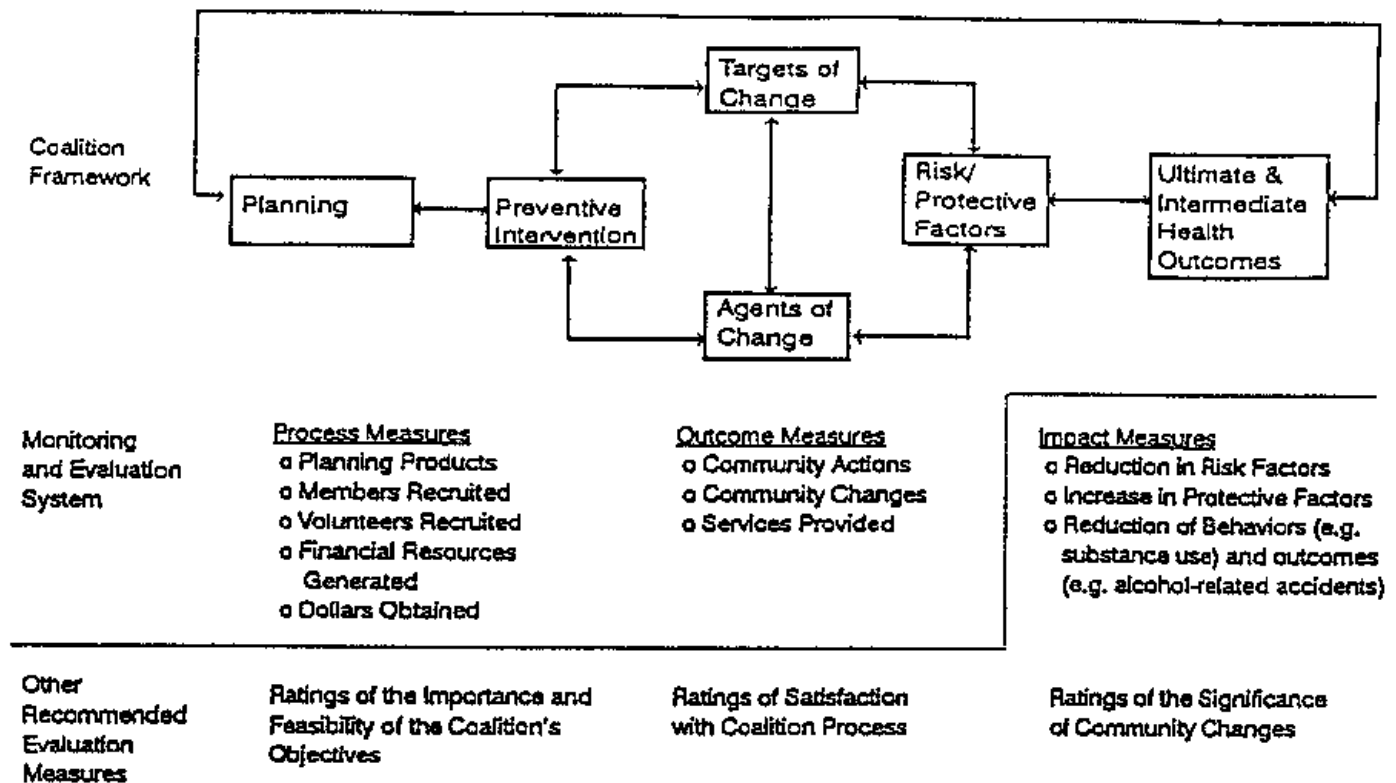 Targets of
Change
Coalition
Framework
Planning
Preventive
Intervention
Risk/
Protective
Factors
Ultimate &
Intermediate
Health
Outcomes
Agents of
Change
Monitoring
and Evaluation
System
Process Measures
o Planning Products
o Members Recruited
o Volunteers Recruited
o Financial Resources
Generated
o Dollars Obtained
Outcome Measures
o Community Actions
o Community Changes
o Services Provided
Impact Measures
o Reduction in Risk Factors
o Increase in Protective Factors
o Reduction of Behaviors (e.g.
substance use) and outcomes
(e.g. alcohol-related accidents)
Other
Recommended
Evaluation
Measures
Ratings of the Importance and
Feasibility of the Coalition's
Objectives
Ratings of Satisfaction
with Coalition Process
Ratings of the Significance
of Community Changes